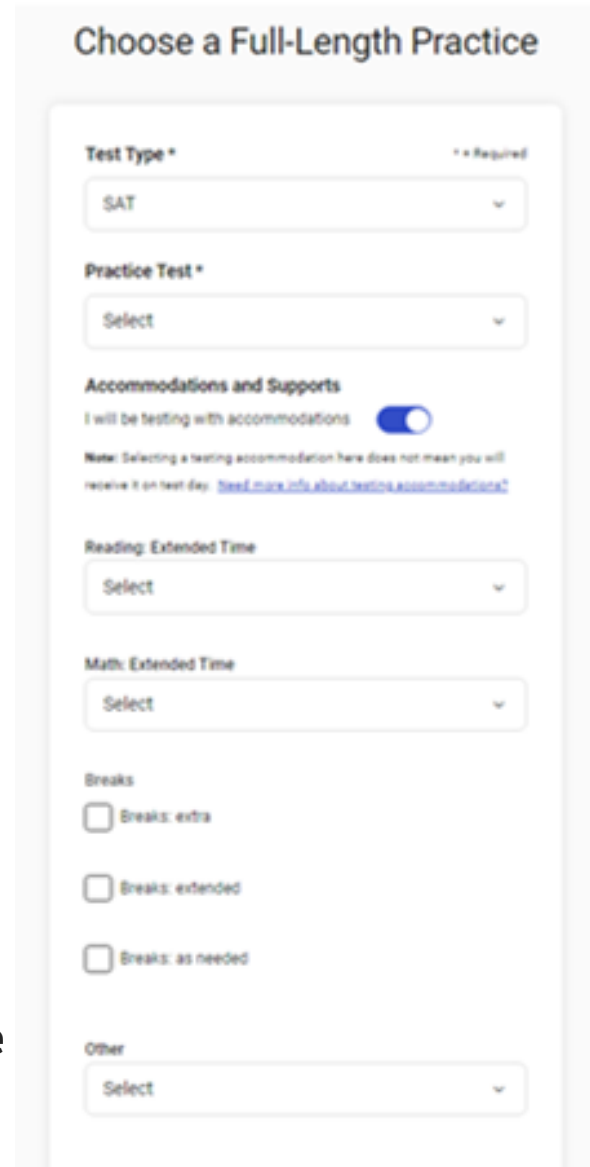 Choose a Full-Length Practice
Test Type * * = Required
SAT
Practice Test *
Select
Accommodations and Supports
I will be testing with accommodations
Note: Selecting a testing accommodation here does not mean you will
receive it on test day. Need more info about testing accommodations?
Reading: Extended Time
Select
Math: Extended Time
Select
Breaks
Breaks: extra
Breaks: extended
Breaks: as needed
e
Other
Select